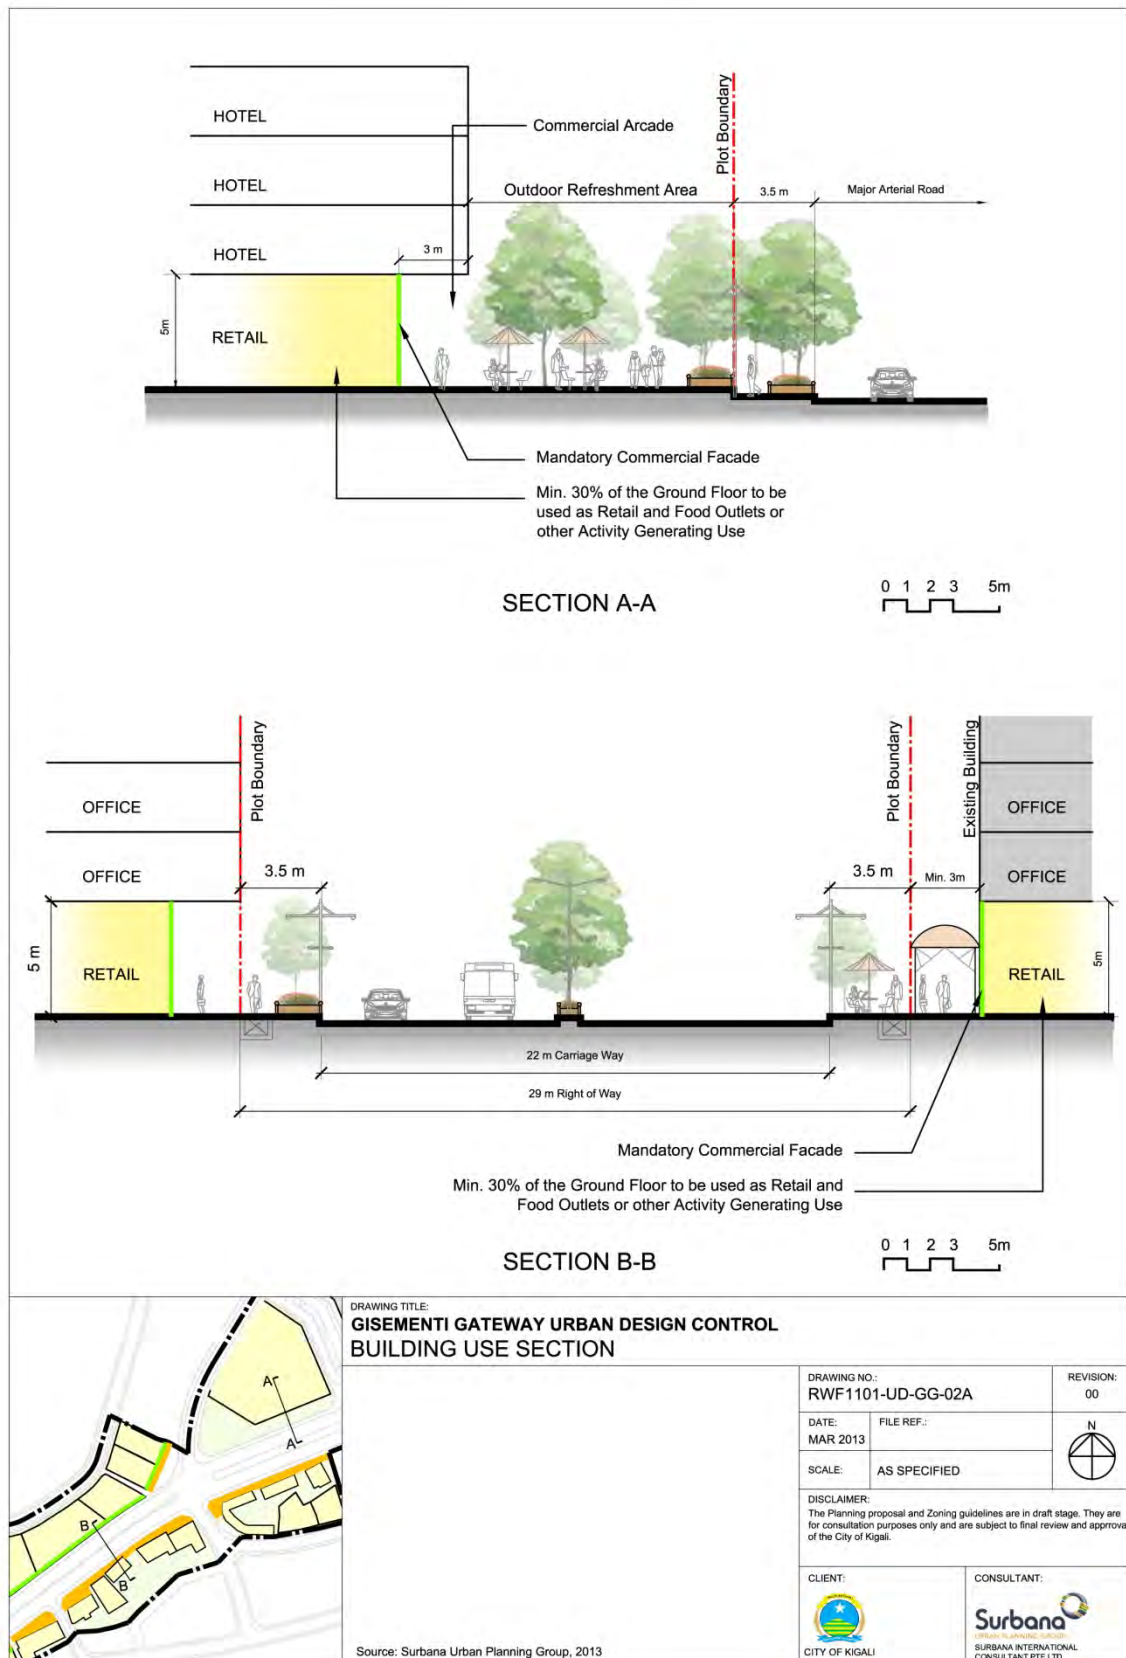 HOTEL
Commercial Arcade
Plot Boundary
HOTEL
Outdoor Refreshment Area
3.5 m
Major Arterial Road
HOTEL
3 m
5m
RETAIL
Mandatory Commercial Facade
Min. 30% of the Ground Floor to be
used as Retail and Food Outlets or
other Activity Generating Use
SECTION A-A
0 1 2 3 5m
Plot Boundary
Plot Boundary
Existing Building
OFFICE
OFFICE
OFFICE
3.5 m
3.5 m
Min. 3m
OFFICE
5 m
RETAIL
RETAIL
5m
22 m Carriage Way
29 m Right of Way
Mandatory Commercial Facade
Min. 30% of the Ground Floor to be used as Retail and
Food Outlets or other Activity Generating Use
SECTION B-B
0 1 2 3 5m
A
A
B
B
DRAWING TITLE:
GISEMENTI GATEWAY URBAN DESIGN CONTROL
BUILDING USE SECTION
DRAWING NO.:
RWF1101-UD-GG-02A
REVISION:
00
DATE:
MAR 2013
FILE REF.:
N
SCALE:
AS SPECIFIED
DISCLAIMER:
The Planning proposal and Zoning guidelines are in draft stage. They are
for consultation purposes only and are subject to final review and approva
of the City of Kigali.
CLIENT:
CITY OF KIGALI
CONSULTANT:
Surbana
URBAN PLANNING GROUP
SURBANA INTERNATIONAL
CONSULTANT PTE LTD
Source: Surbana Urban Planning Group, 2013